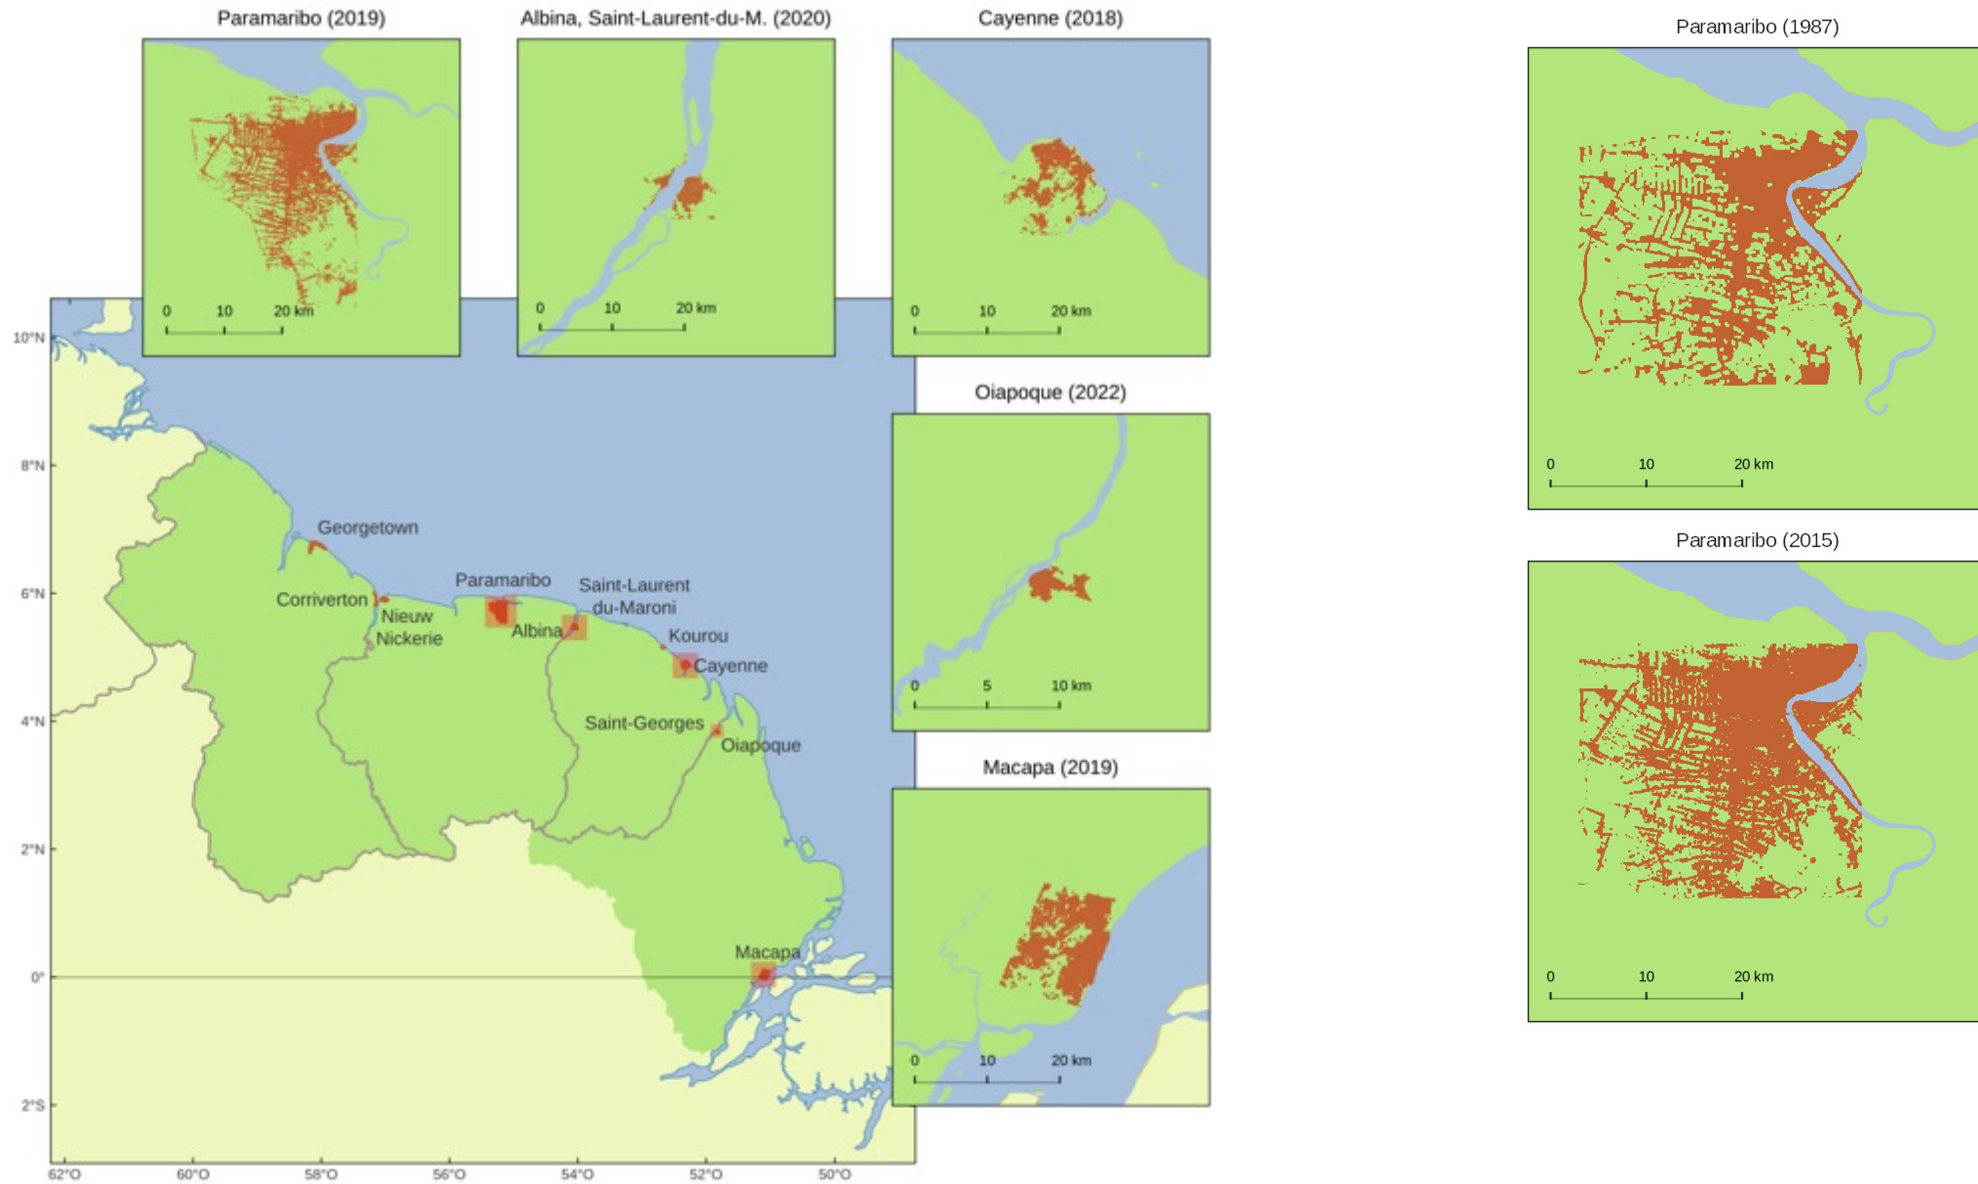 Paramaribo (2019)
Albina, Saint-Laurent-du-M. (2020)
Cayenne (2018)
Paramaribo (1987)
0 10 20 km
0 10 20 km
0 10 20 km
10°N
8°N
6°N
4°N
2°N
0°
2°S
62°O 60°O 58°O 56°O 54°O 52°O 50°O
Georgetown
Corriverton
Nieuw
Nickerie
Paramaribo
Saint-Laurent
du-Maroni
Albina
Kourou
Cayenne
Saint-Georges
Oiapoque
Macapa
Oiapoque (2022)
0 5 10 km
Macapa (2019)
0 10 20 km
0 10 20 km
Paramaribo (2015)
0 10 20 km